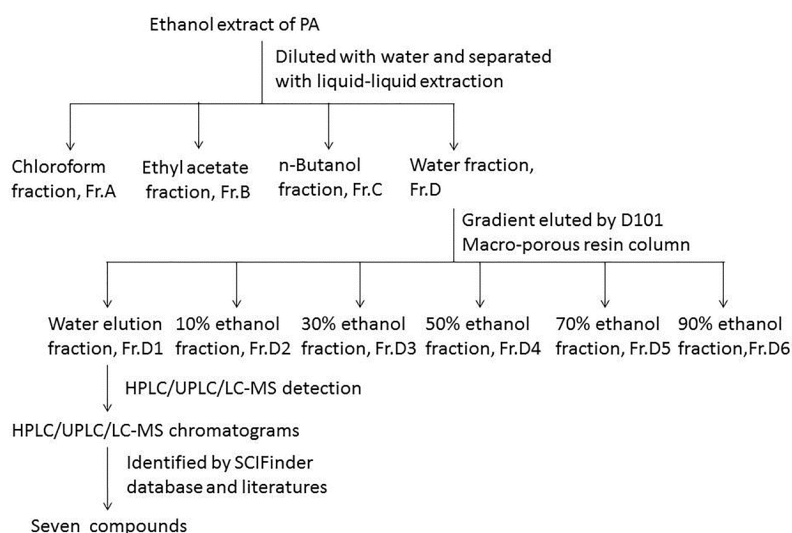 Ethanol extract of PA
Diluted with water and separated
with liquid-liquid extraction
Chloroform
fraction, Fr.A
Ethyl acetate
fraction, Fr.B
n-Butanol
fraction, Fr.C
Water fraction,
Fr.D
Gradient eluted by D101
Macro-porous resin column
Water elution
fraction, Fr.D1
10% ethanol
fraction, Fr.D2
30% ethanol
fraction, Fr.D3
50% ethanol
fraction, Fr.D4
70% ethanol
fraction, Fr.D5
90% ethanol
fraction,Fr.D6
HPLC/UPLC/LC-MS detection
HPLC/UPLC/LC-MS chromatograms
Identified by SCIFinder
database and literatures
Seven compounds